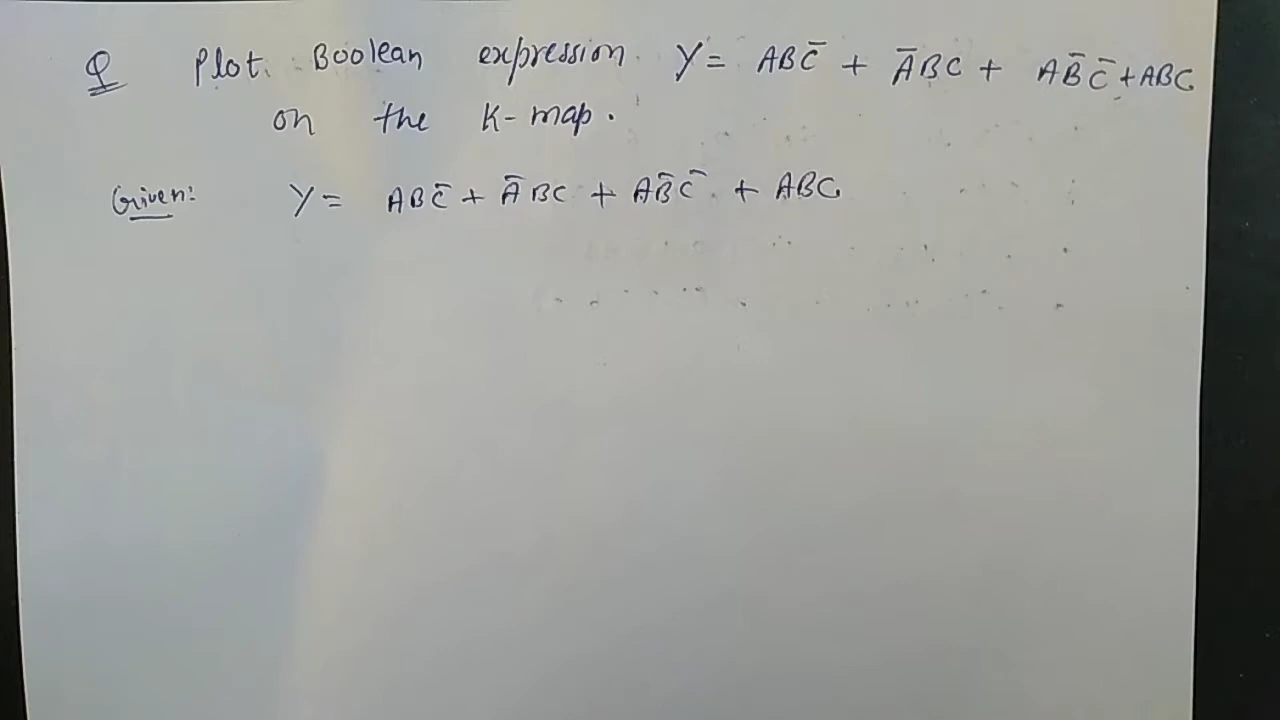 Q Plot Boolean expression Y = ABC̄ + ĀBC + AB̄C̄ + ABC
on the K-map.
Given: Y = ABC̄ + ĀBC + AB̄C̄ + ABC